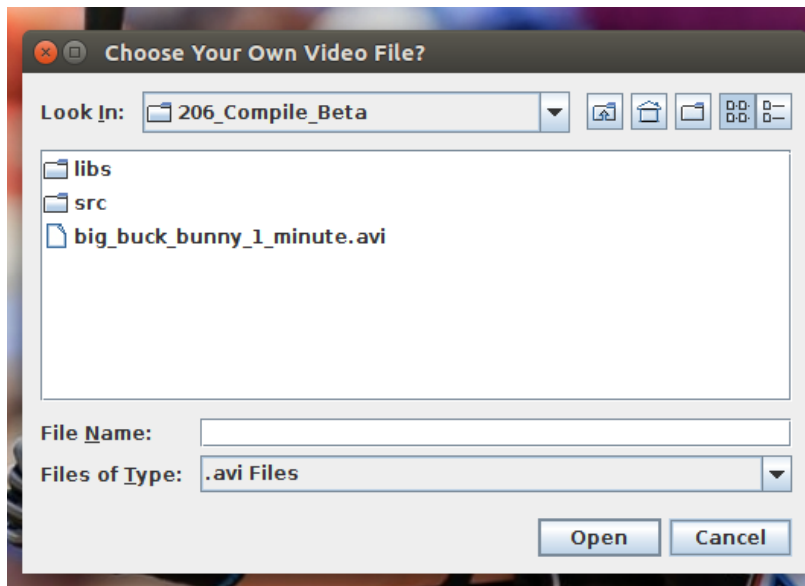 Choose Your Own Video File?
Look In: 206_Compile_Beta
libs
src
big_buck_bunny_1_minute.avi
File Name:
Files of Type: .avi Files
Open Cancel